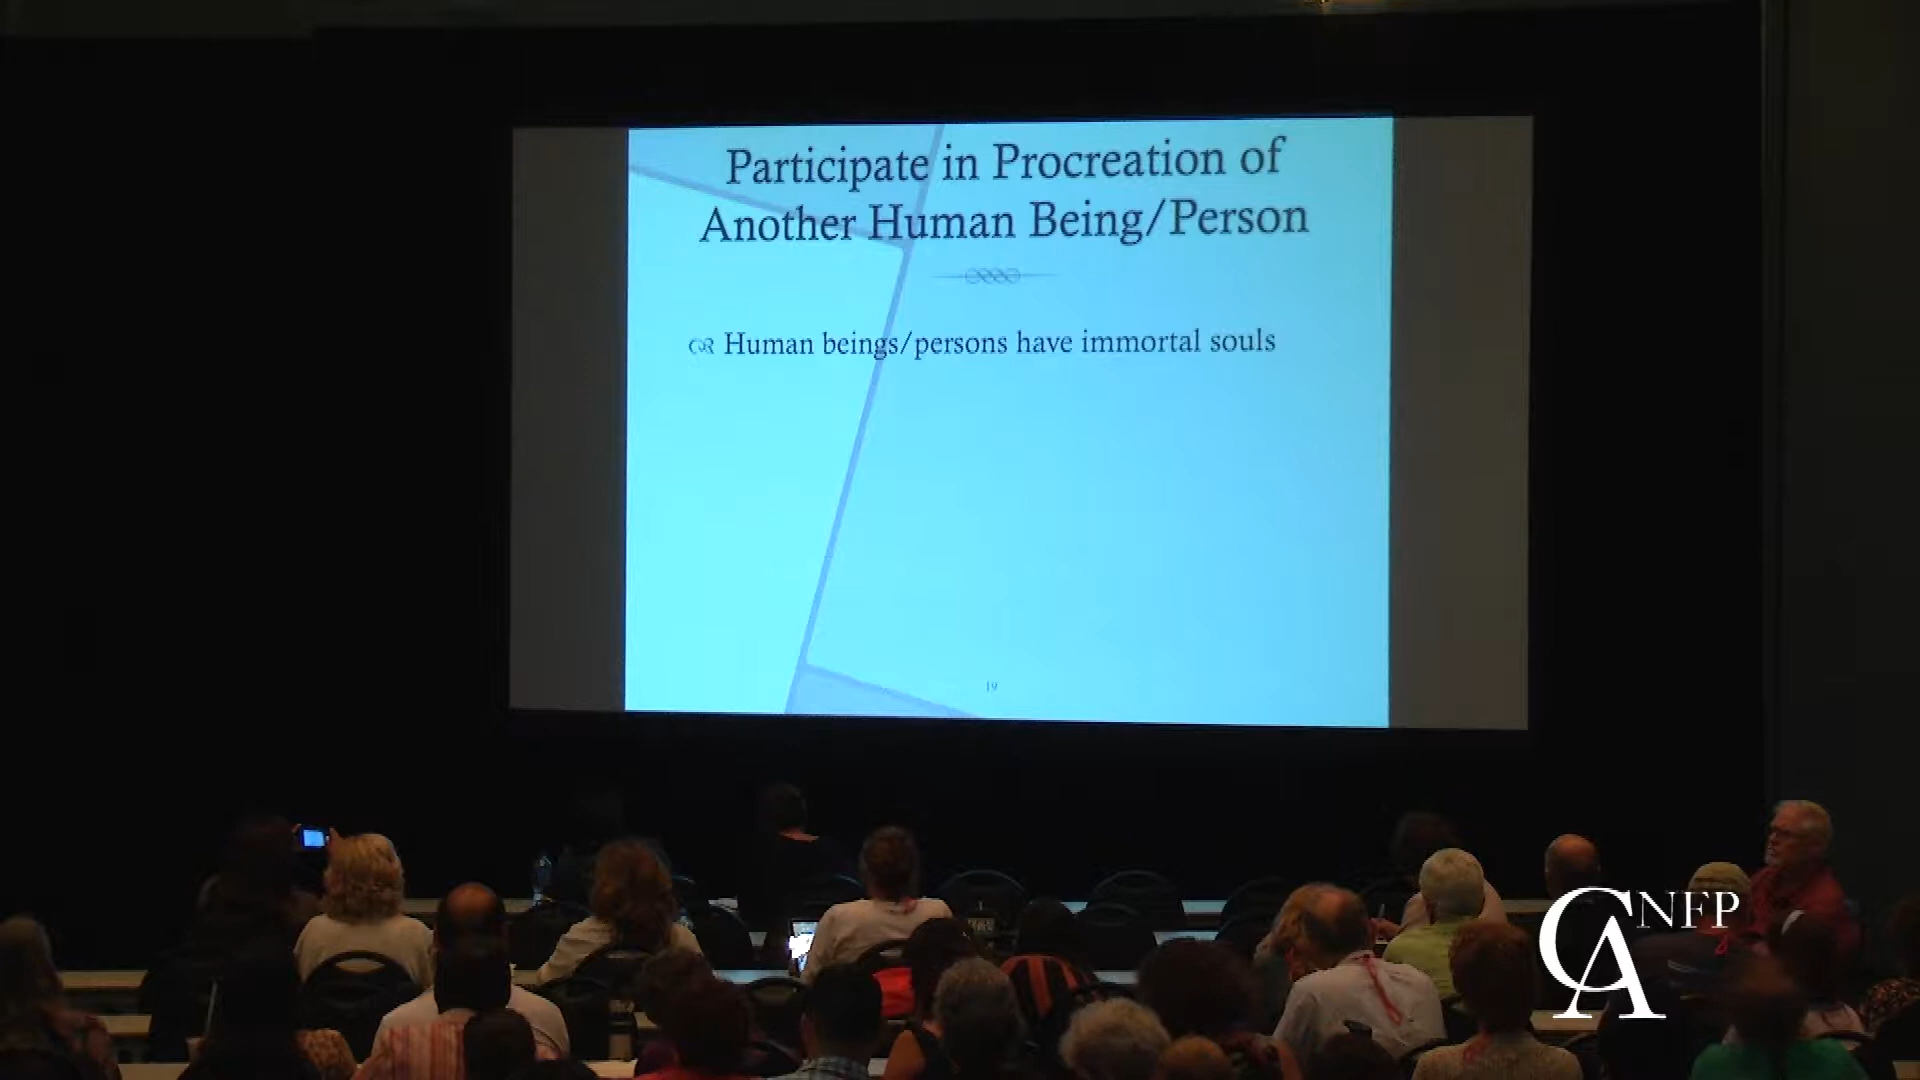 Participate in Procreation of
Another Human Being/Person
Human beings/persons have immortal souls
19
CA NFP